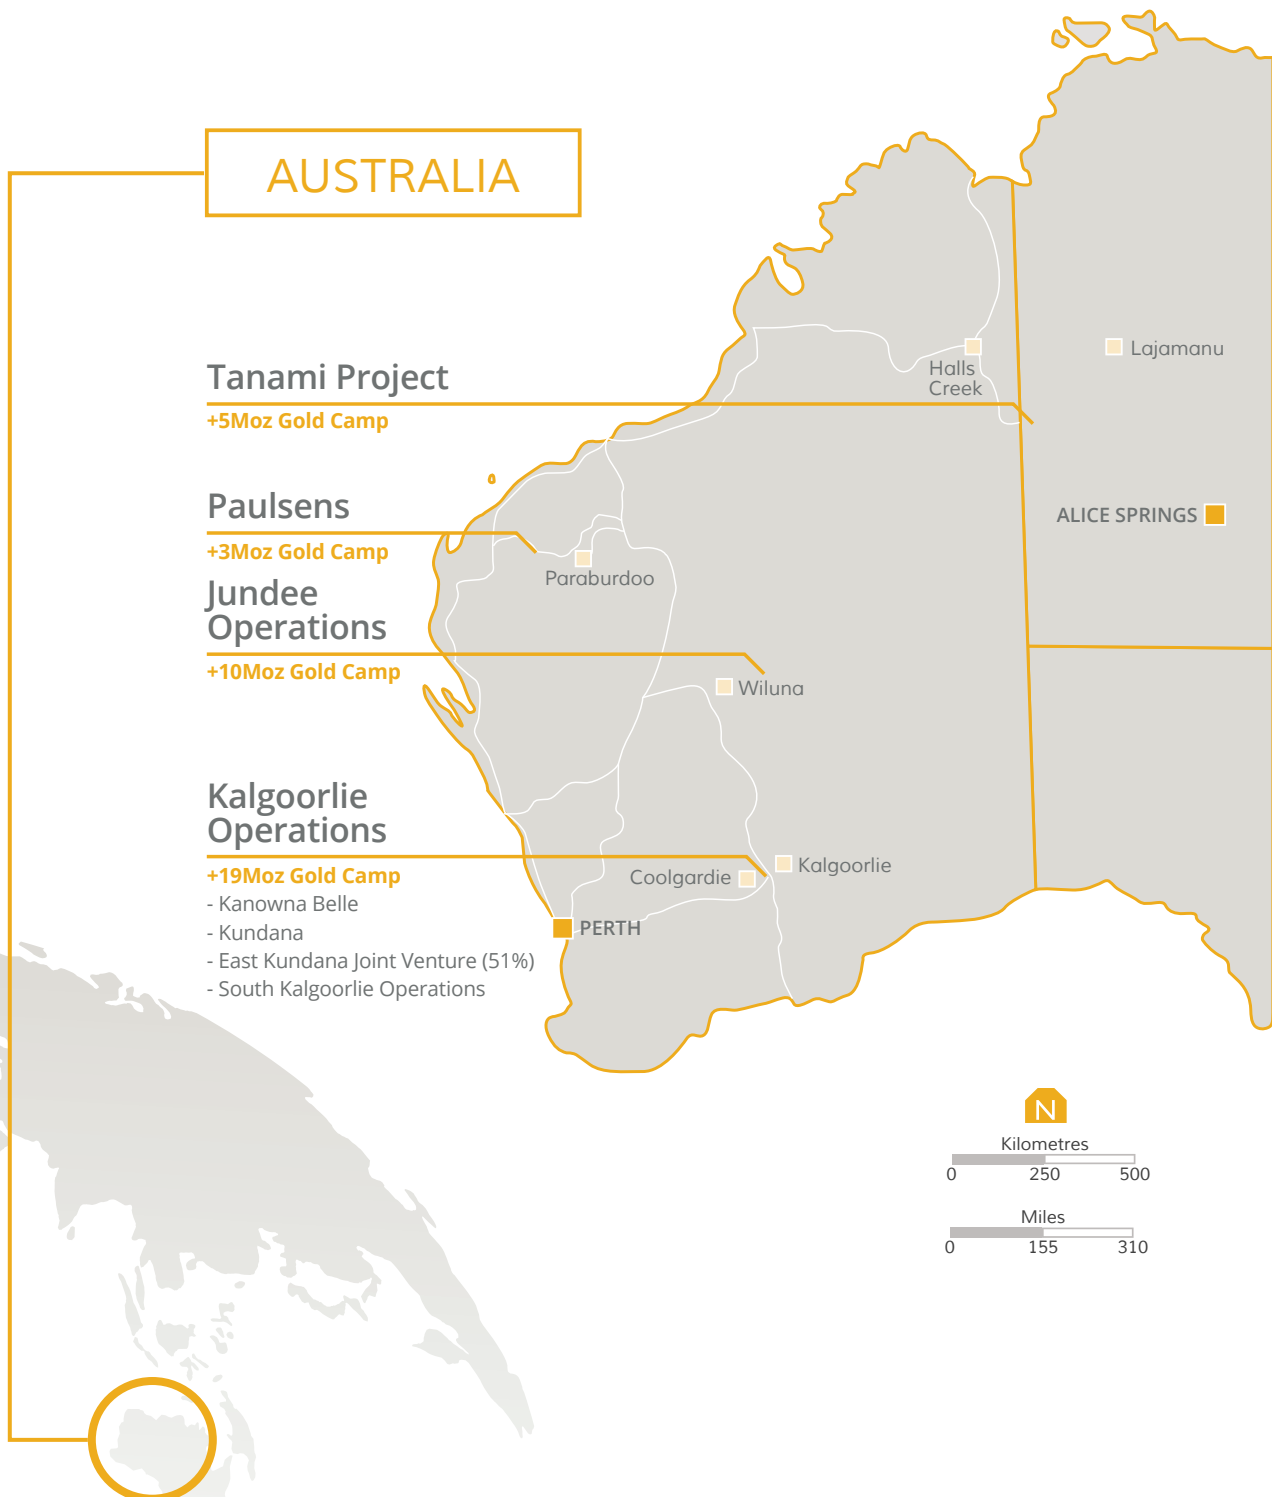 AUSTRALIA
Tanami Project
+5Moz Gold Camp
Paulsens
+3Moz Gold Camp
Jundee
Operations
+10Moz Gold Camp
Kalgoorlie
Operations
+19Moz Gold Camp
- Kanowna Belle
- Kundana
- East Kundana Joint Venture (51%)
- South Kalgoorlie Operations
Halls
Creek
Lajamanu
ALICE SPRINGS
Paraburdoo
Wiluna
Kalgoorlie
Coolgardie
PERTH
N
Kilometres
0 250 500
Miles
0 155 310